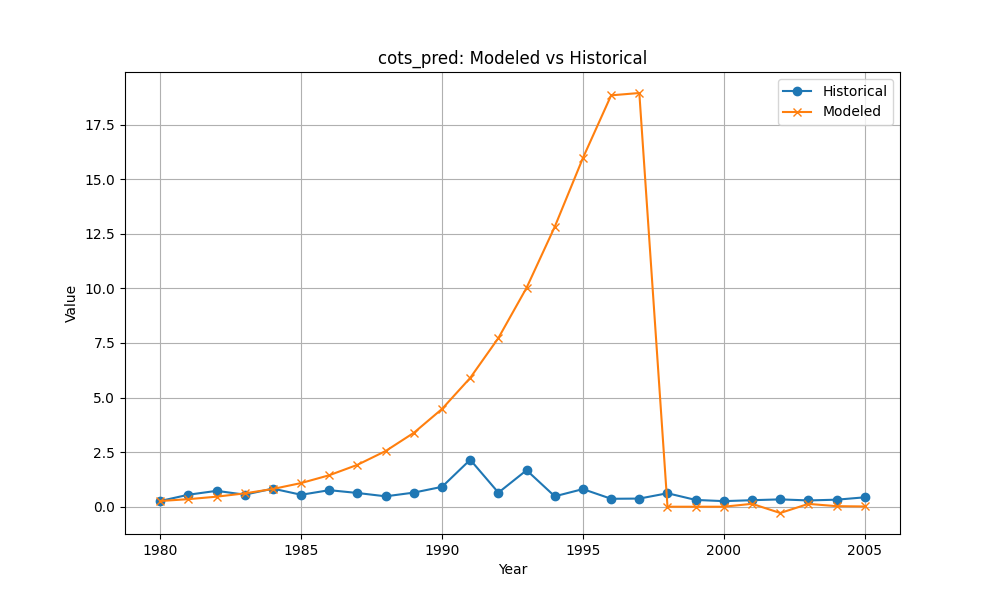 cots_pred: Modeled vs Historical
Historical
Modeled
Value
17.5
15.0
12.5
10.0
7.5
5.0
2.5
0.0
1980 1985 1990 1995 2000 2005
Year